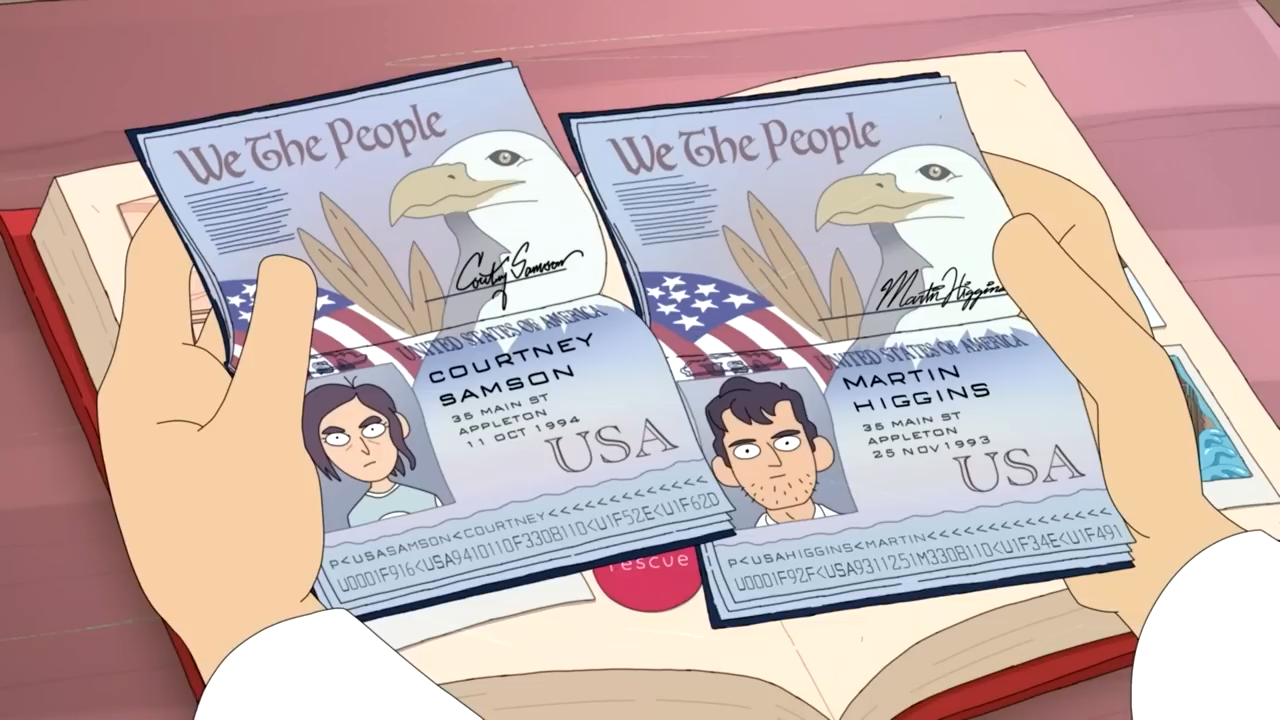 We The People
Courtney Samson
UNITED STATES OF AMERICA
USA
COURTNEY
SAMSON
35 MAIN ST
APPLETON
11 OCT 1994
USA
P<USASAMSON<COURTNEY<<<<<<<<<<<<<<
U0001F916<USA9410110F3308110<U1F52E<U1F62D
We The People
Martin Higgins
UNITED STATES OF AMERICA
USA
MARTIN
HIGGINS
35 MAIN ST
APPLETON
25 NOV 1993
USA
P<USAHIGGINS<MARTIN<<<<<<<<<<<<<<<<
U0001F92F<USA9311251M3308110<U1F34E<U1F491
rescue